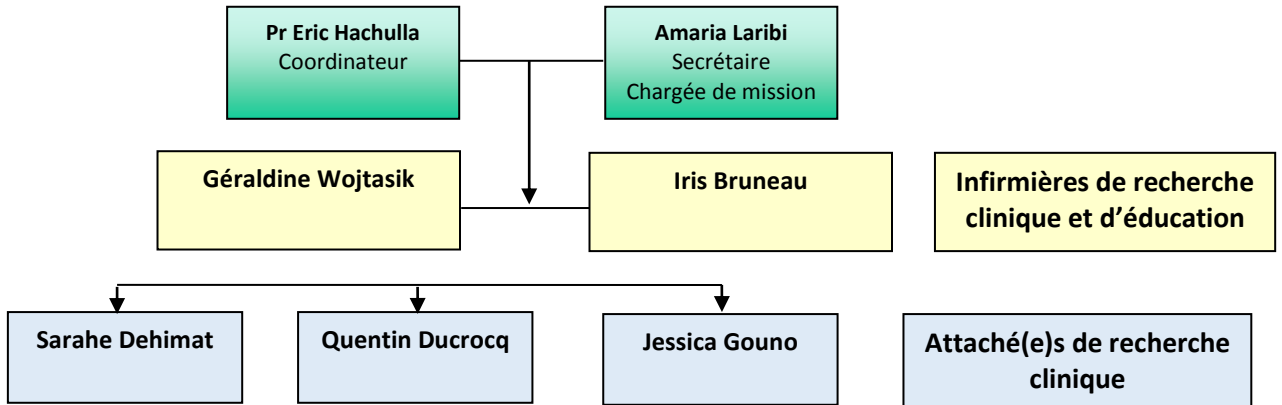 Pr Eric Hachulla
Coordinateur
Amaria Laribi
Secrétaire
Chargée de mission
Géraldine Wojtasik
Iris Bruneau
Infirmières de recherche
clinique et d’éducation
Sarahe Dehimat
Quentin Ducrocq
Jessica Gouno
Attaché(e)s de recherche
clinique